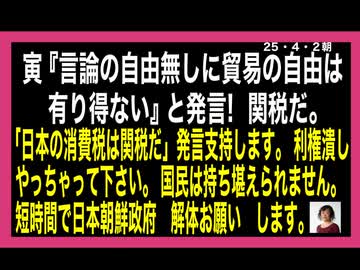 25・4・2朝
寅『言論の自由無しに貿易の自由は
有り得ない』と発言! 関税だ。
「日本の消費税は関税だ」発言支持します。利権潰し
やっちゃって下さい。国民は持ち堪えられません。
短時間で日本朝鮮政府 解体お願い します。